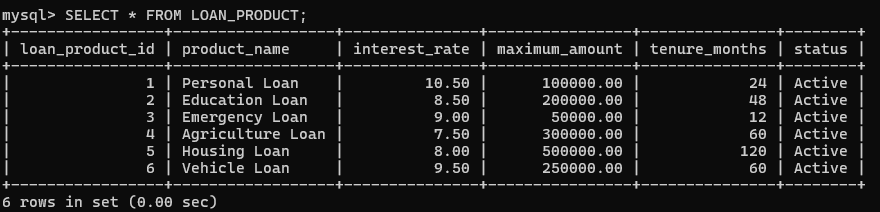 mysql> SELECT * FROM LOAN_PRODUCT;
+-----------------+------------------+---------------+----------------+---------------+--------+
| loan_product_id | product_name     | interest_rate | maximum_amount | tenure_months | status |
+-----------------+------------------+---------------+----------------+---------------+--------+
|               1 | Personal Loan    |         10.50 |      100000.00 |            24 | Active |
|               2 | Education Loan   |          8.50 |      200000.00 |            48 | Active |
|               3 | Emergency Loan   |          9.00 |       50000.00 |            12 | Active |
|               4 | Agriculture Loan |          7.50 |      300000.00 |            60 | Active |
|               5 | Housing Loan     |          8.00 |      500000.00 |           120 | Active |
|               6 | Vehicle Loan     |          9.50 |      250000.00 |            60 | Active |
+-----------------+------------------+---------------+----------------+---------------+--------+
6 rows in set (0.00 sec)